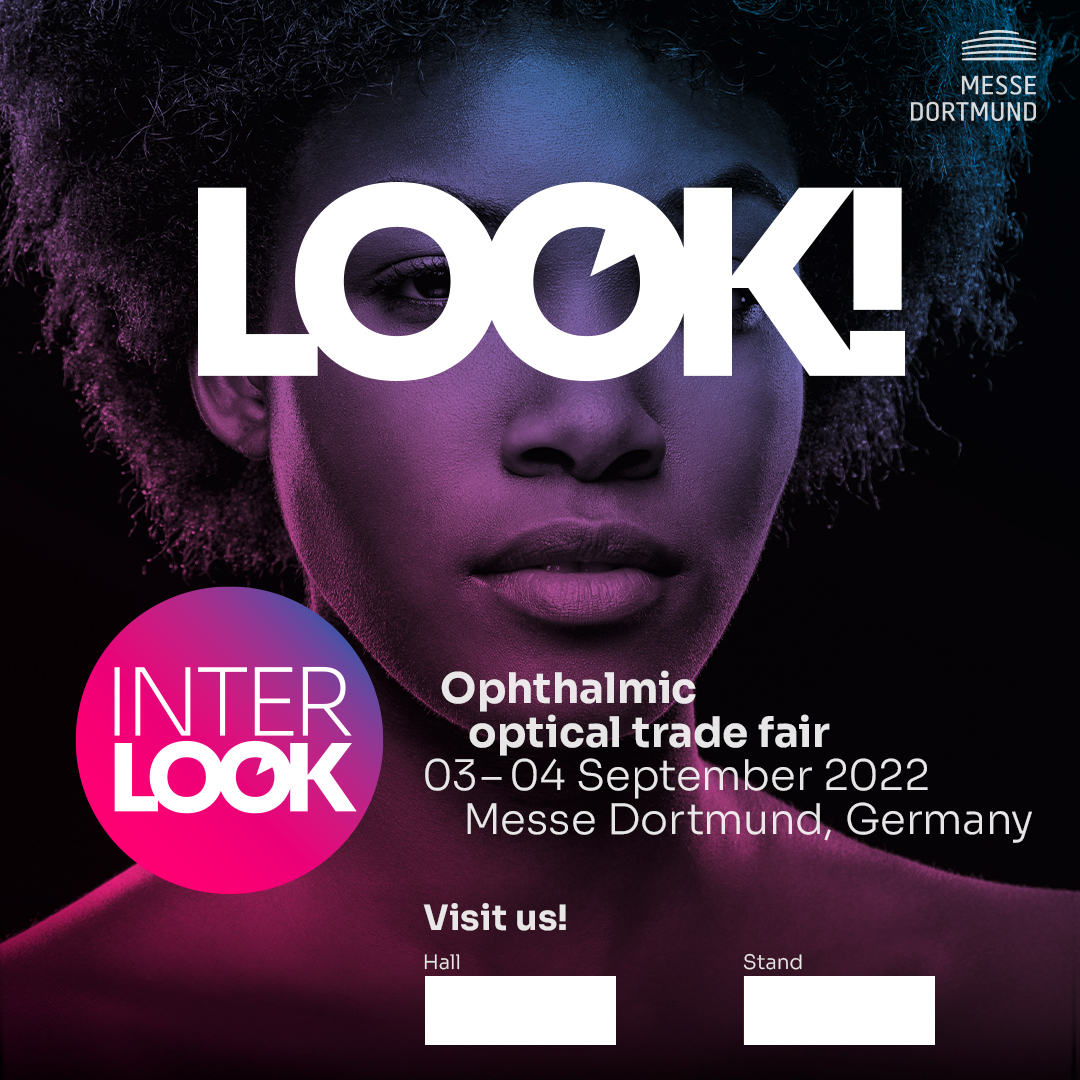 MESSE
DORTMUND
LOOK!
INTER
LOOK
Ophthalmic
optical trade fair
03–04 September 2022
Messe Dortmund, Germany
Visit us!
Hall
Stand